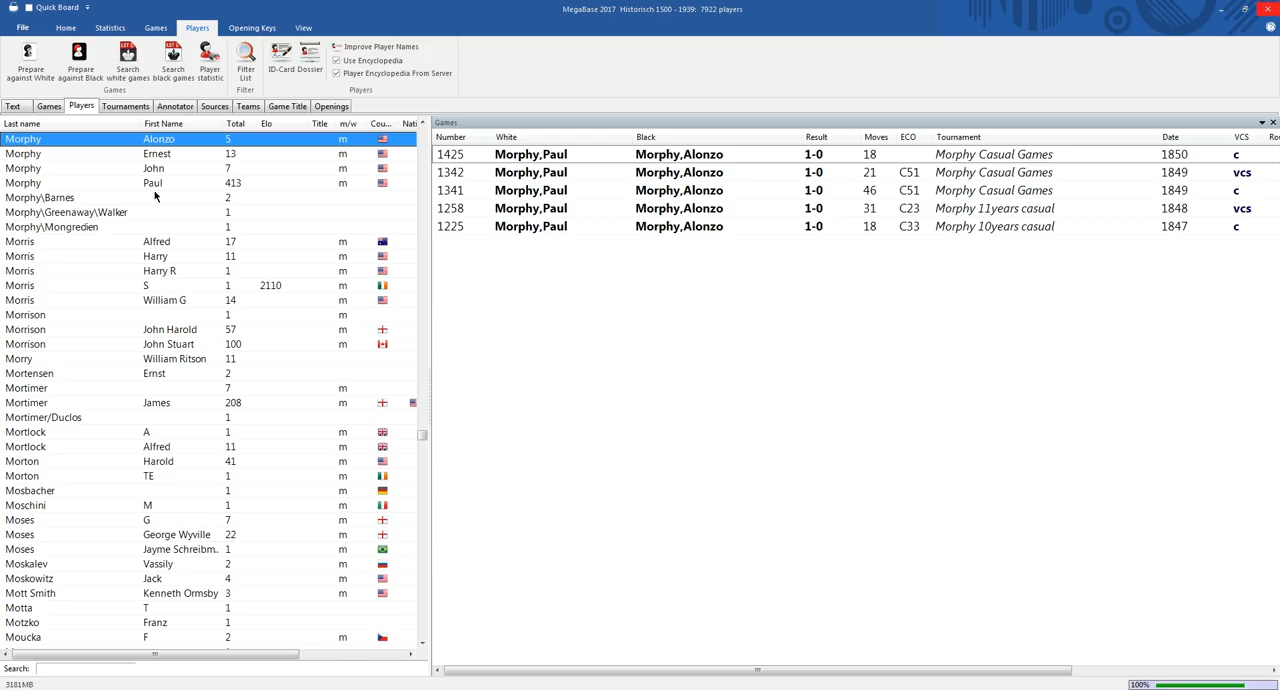 Quick Board
MegaBase 2017 Historisch 1500 - 1939: 7922 players
File Home Statistics Games Players Opening Keys View
Prepare against White
Prepare against Black
Search white games
Search black games
Player statistic
Filter List
ID-Card Dossier
Improve Player Names
Use Encyclopedia
Player Encyclopedia From Server
Games Filter Players
Text Games Players Tournaments Annotator Sources Teams Game Title Openings
Last name First Name Total Elo Title m/w Cou... Nati
Morphy Alonzo 5 m
Morphy Ernest 13 m
Morphy John 7 m
Morphy Paul 413 m
Morphy\Barnes 2
Morphy\Greenaway\Walker 1
Morphy\Mongredien 1
Morris Alfred 17 m
Morris Harry 11 m
Morris Harry R 1 m
Morris S 1 2110 m
Morris William G 14 m
Morrison 1 m
Morrison John Harold 57 m
Morrison John Stuart 100 m
Morry William Ritson 11
Mortensen Ernst 2
Mortimer 7 m
Mortimer James 208 m
Mortimer/Duclos 1
Mortlock A 1 m
Mortlock Alfred 11 m
Morton Harold 41 m
Morton TE 1 m
Mosbacher 1 m
Moschini M 1 m
Moses G 7 m
Moses George Wyville 22 m
Moses Jayme Schreibm.. 1 m
Moskalev Vassily 2 m
Moskowitz Jack 4 m
Mott Smith Kenneth Ormsby 3 m
Motta T 1
Motzko Franz 1
Moucka F 2 m
Search:
Games
Number White Black Result Moves ECO Tournament Date VCS Rou
1425 Morphy,Paul Morphy,Alonzo 1-0 18 Morphy Casual Games 1850 c
1342 Morphy,Paul Morphy,Alonzo 1-0 21 C51 Morphy Casual Games 1849 vcs
1341 Morphy,Paul Morphy,Alonzo 1-0 46 C51 Morphy Casual Games 1849 c
1258 Morphy,Paul Morphy,Alonzo 1-0 31 C23 Morphy 11years casual 1848 vcs
1225 Morphy,Paul Morphy,Alonzo 1-0 18 C33 Morphy 10years casual 1847 c
3181MB 100%